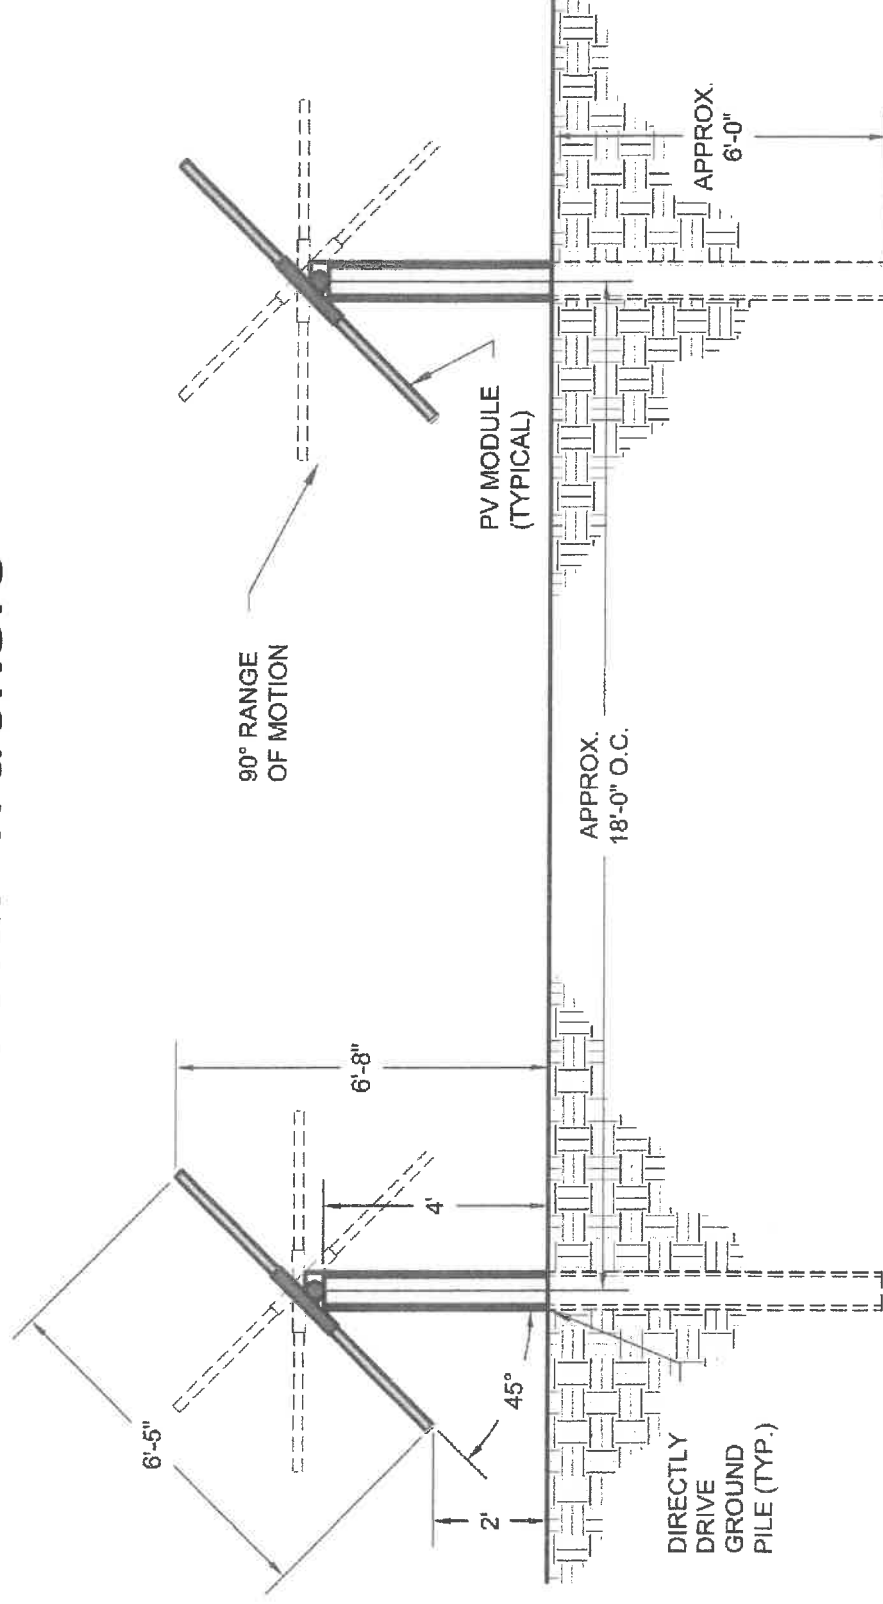 6'-5"
6'-8"
4'
2'
45°
DIRECTLY
DRIVE
GROUND
PILE (TYP.)
90° RANGE
OF MOTION
PV MODULE
(TYPICAL)
APPROX.
18'-0" O.C.
APPROX.
6'-0"